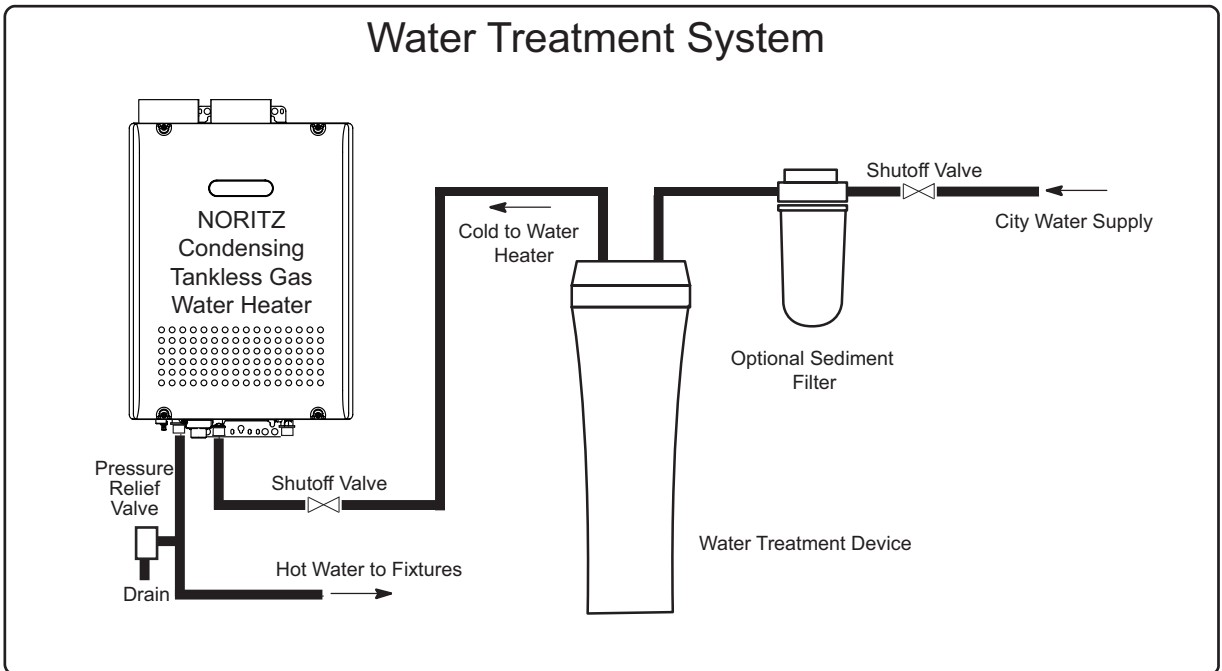 Water Treatment System
NORITZ
Condensing
Tankless Gas
Water Heater
Shutoff Valve
City Water Supply
Cold to Water
Heater
Optional Sediment
Filter
Pressure
Relief
Valve
Shutoff Valve
Water Treatment Device
Hot Water to Fixtures
Drain